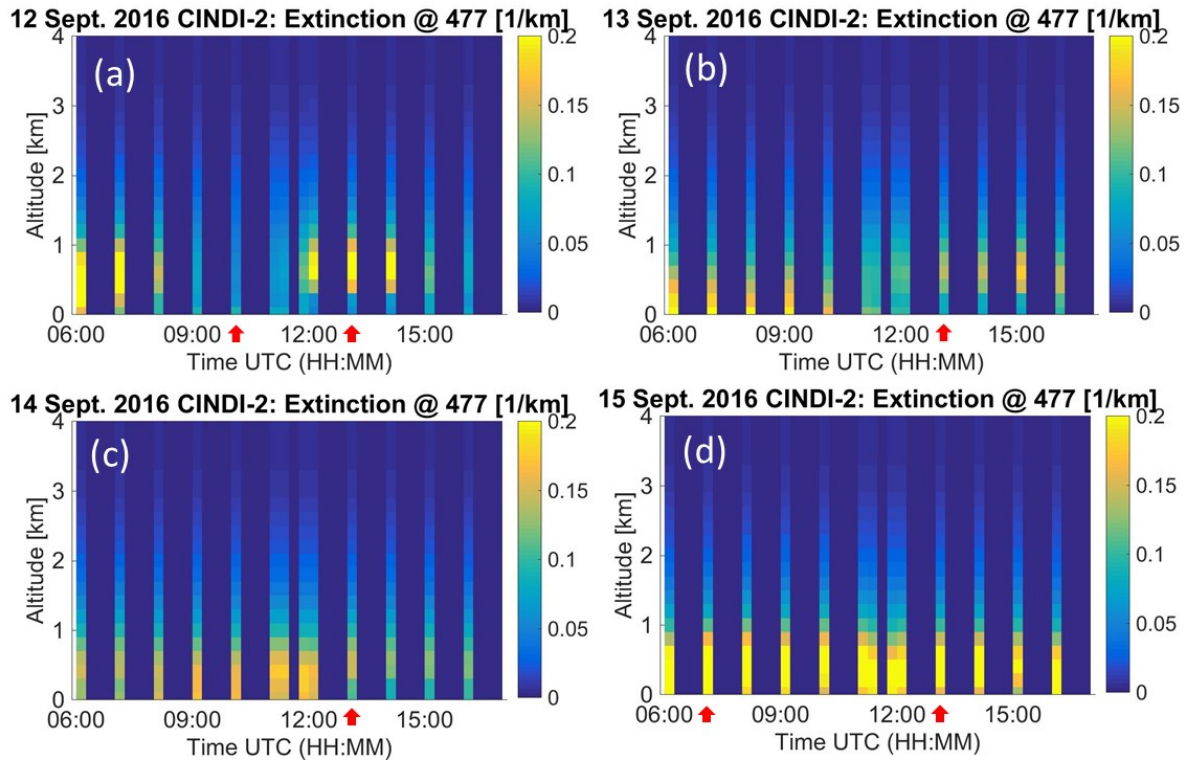 12 Sept. 2016 CINDI-2: Extinction @ 477 [1/km]
(a)
Altitude [km]
4
3
2
1
0
06:00 09:00 12:00 15:00
Time UTC (HH:MM)
0.2
0.15
0.1
0.05
0
13 Sept. 2016 CINDI-2: Extinction @ 477 [1/km]
(b)
Altitude [km]
4
3
2
1
0
06:00 09:00 12:00 15:00
Time UTC (HH:MM)
0.2
0.15
0.1
0.05
0
14 Sept. 2016 CINDI-2: Extinction @ 477 [1/km]
(c)
Altitude [km]
4
3
2
1
0
06:00 09:00 12:00 15:00
Time UTC (HH:MM)
0.2
0.15
0.1
0.05
0
15 Sept. 2016 CINDI-2: Extinction @ 477 [1/km]
(d)
Altitude [km]
4
3
2
1
0
06:00 09:00 12:00 15:00
Time UTC (HH:MM)
0.2
0.15
0.1
0.05
0